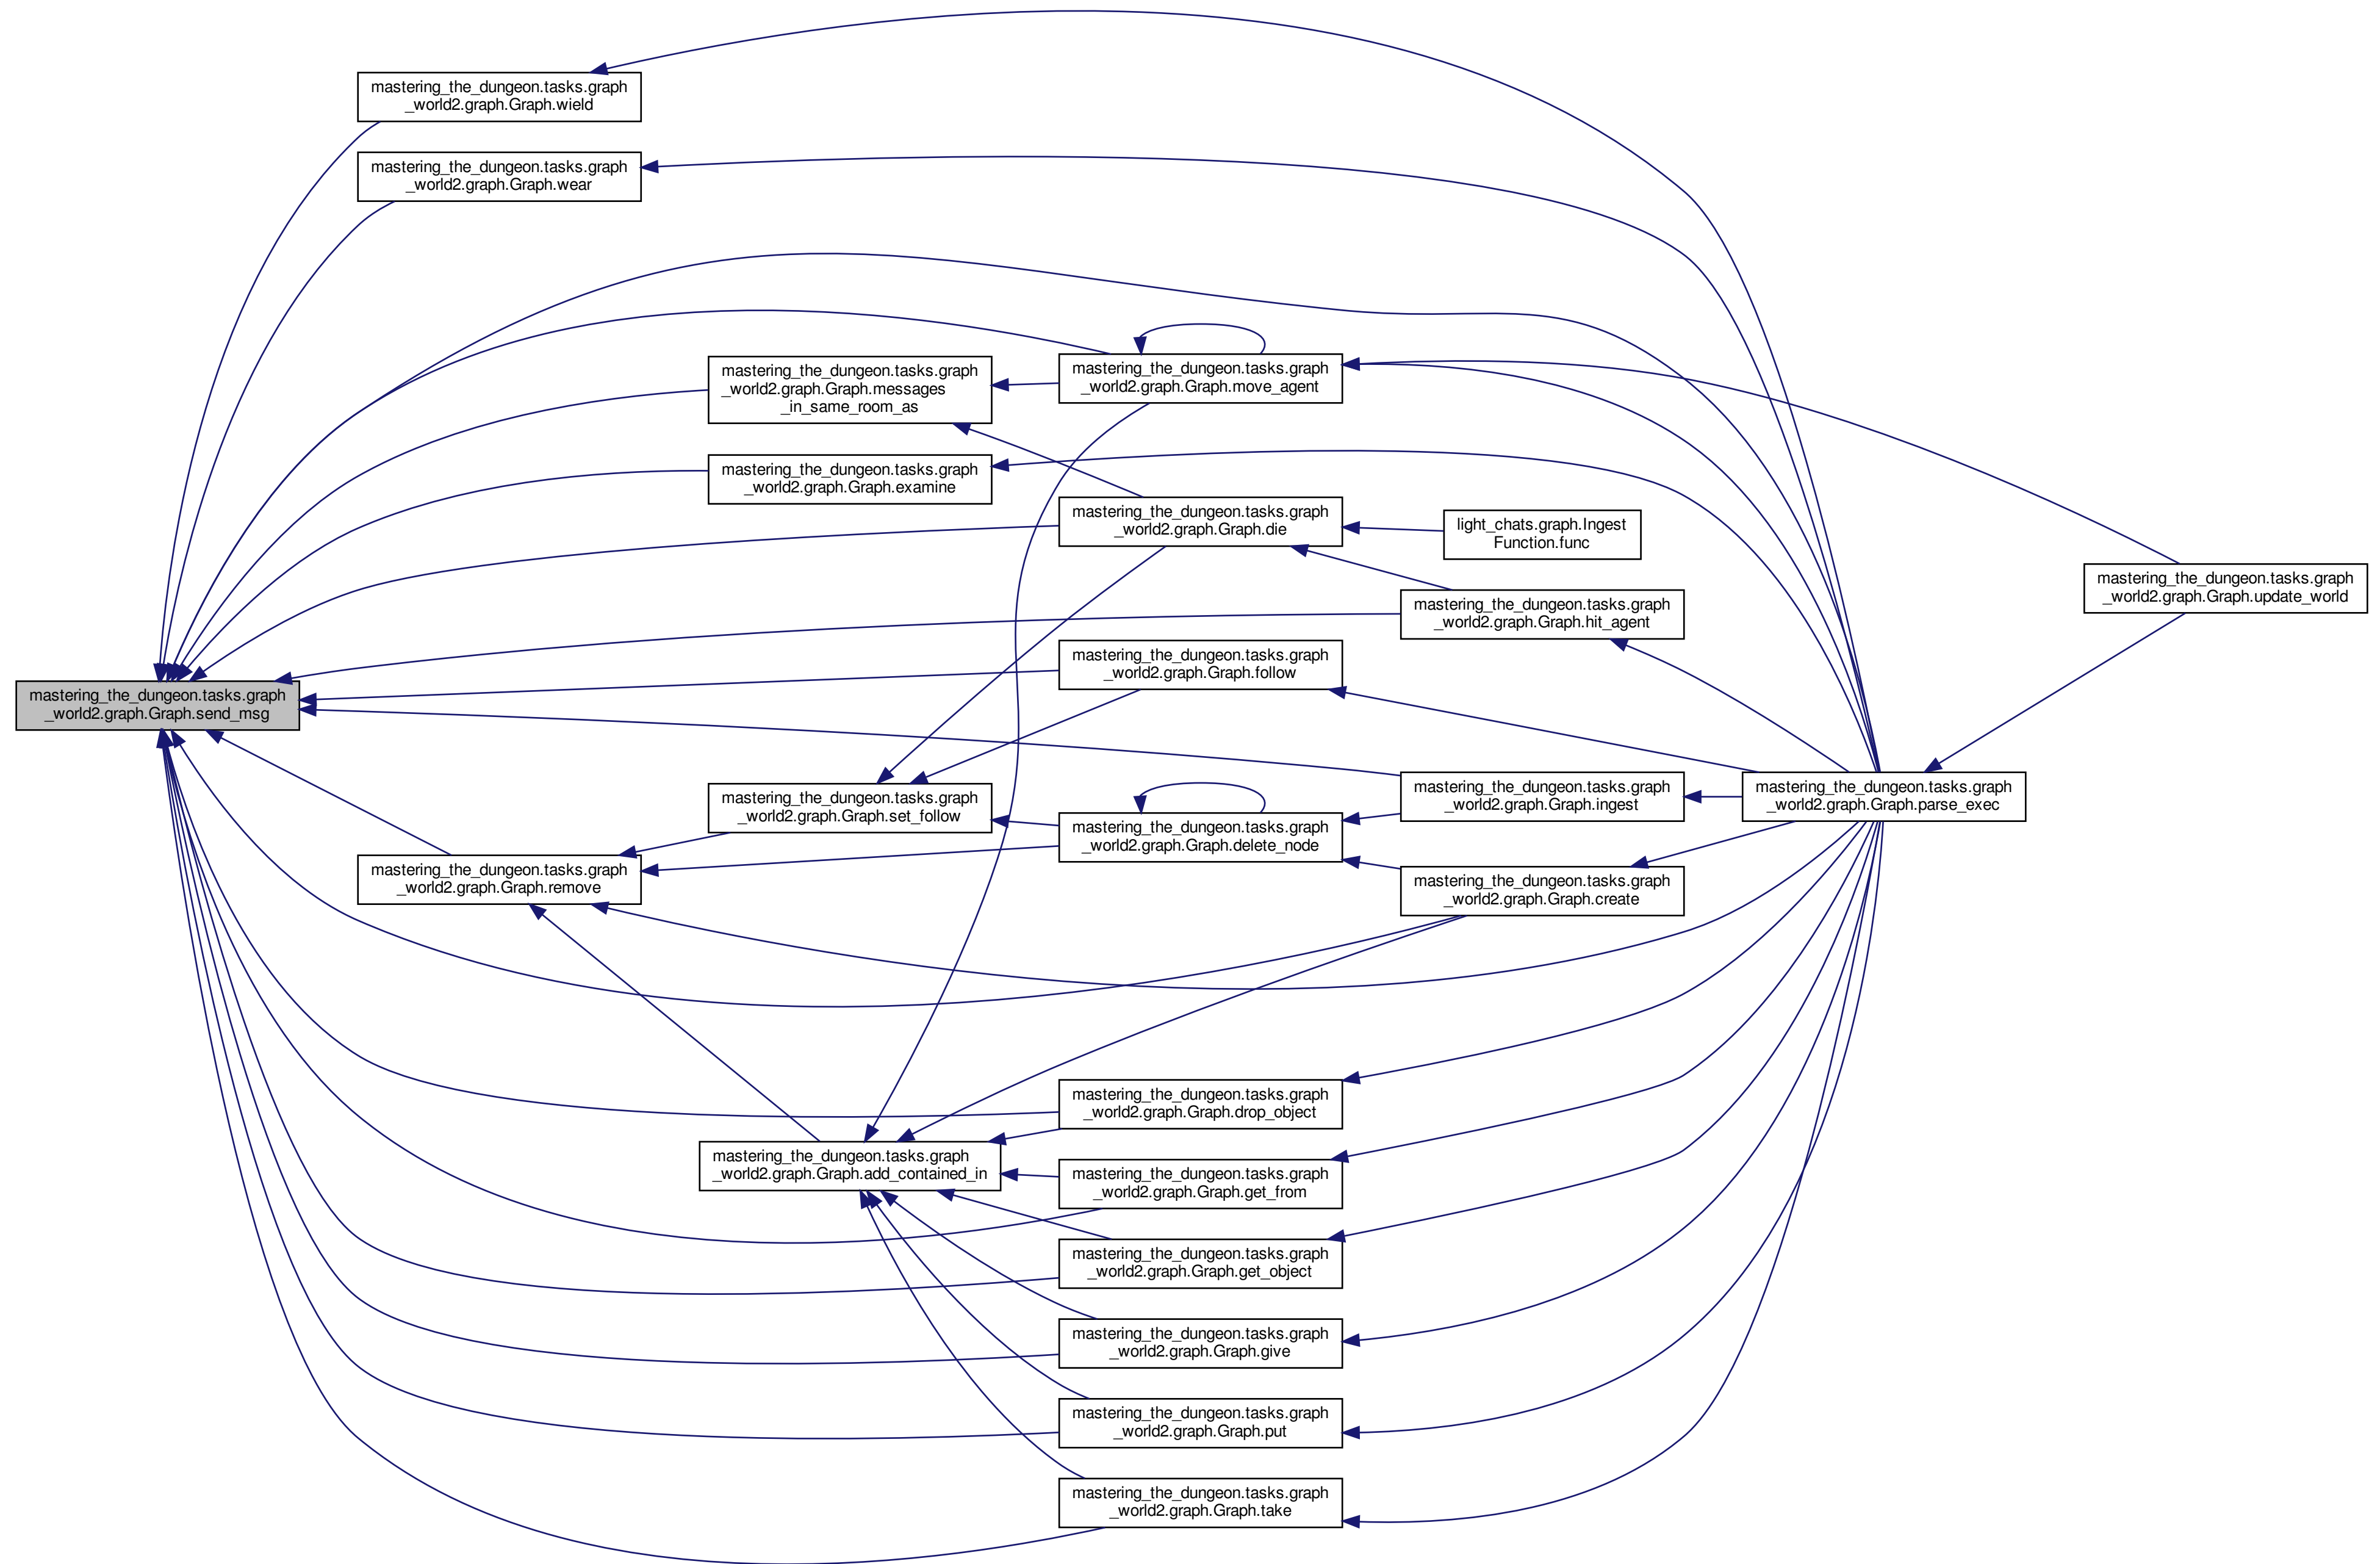 mastering_the_dungeon.tasks.graph
_world2.graph.Graph.wield
mastering_the_dungeon.tasks.graph
_world2.graph.Graph.wear
mastering_the_dungeon.tasks.graph
_world2.graph.Graph.messages
_in_same_room_as
mastering_the_dungeon.tasks.graph
_world2.graph.Graph.move_agent
mastering_the_dungeon.tasks.graph
_world2.graph.Graph.examine
mastering_the_dungeon.tasks.graph
_world2.graph.Graph.die
light_chats.graph.Ingest
Function.func
mastering_the_dungeon.tasks.graph
_world2.graph.Graph.update_world
mastering_the_dungeon.tasks.graph
_world2.graph.Graph.hit_agent
mastering_the_dungeon.tasks.graph
_world2.graph.Graph.follow
mastering_the_dungeon.tasks.graph
_world2.graph.Graph.send_msg
mastering_the_dungeon.tasks.graph
_world2.graph.Graph.set_follow
mastering_the_dungeon.tasks.graph
_world2.graph.Graph.ingest
mastering_the_dungeon.tasks.graph
_world2.graph.Graph.parse_exec
mastering_the_dungeon.tasks.graph
_world2.graph.Graph.delete_node
mastering_the_dungeon.tasks.graph
_world2.graph.Graph.remove
mastering_the_dungeon.tasks.graph
_world2.graph.Graph.create
mastering_the_dungeon.tasks.graph
_world2.graph.Graph.drop_object
mastering_the_dungeon.tasks.graph
_world2.graph.Graph.add_contained_in
mastering_the_dungeon.tasks.graph
_world2.graph.Graph.get_from
mastering_the_dungeon.tasks.graph
_world2.graph.Graph.get_object
mastering_the_dungeon.tasks.graph
_world2.graph.Graph.give
mastering_the_dungeon.tasks.graph
_world2.graph.Graph.put
mastering_the_dungeon.tasks.graph
_world2.graph.Graph.take